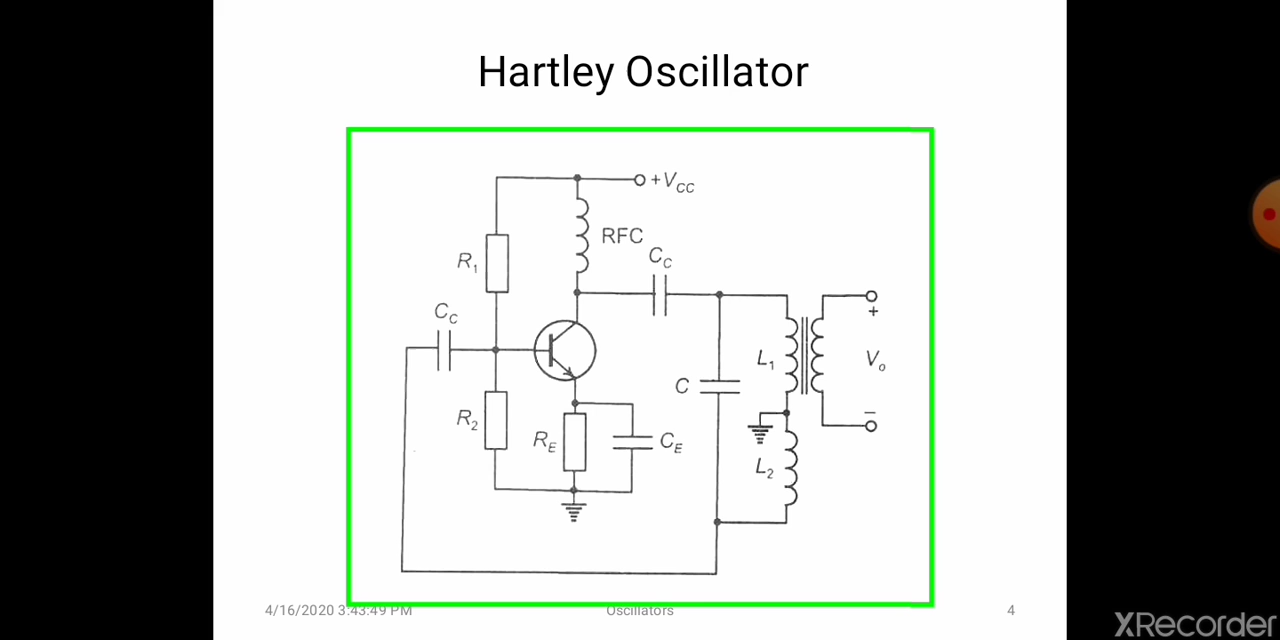 Hartley Oscillator
+VCC
RFC
R1
CC
CC
+
L1
Vo
C
R2
RE
CE
−
L2
4/16/2020 3:43:49 PM
Oscillators
4
XRecorder